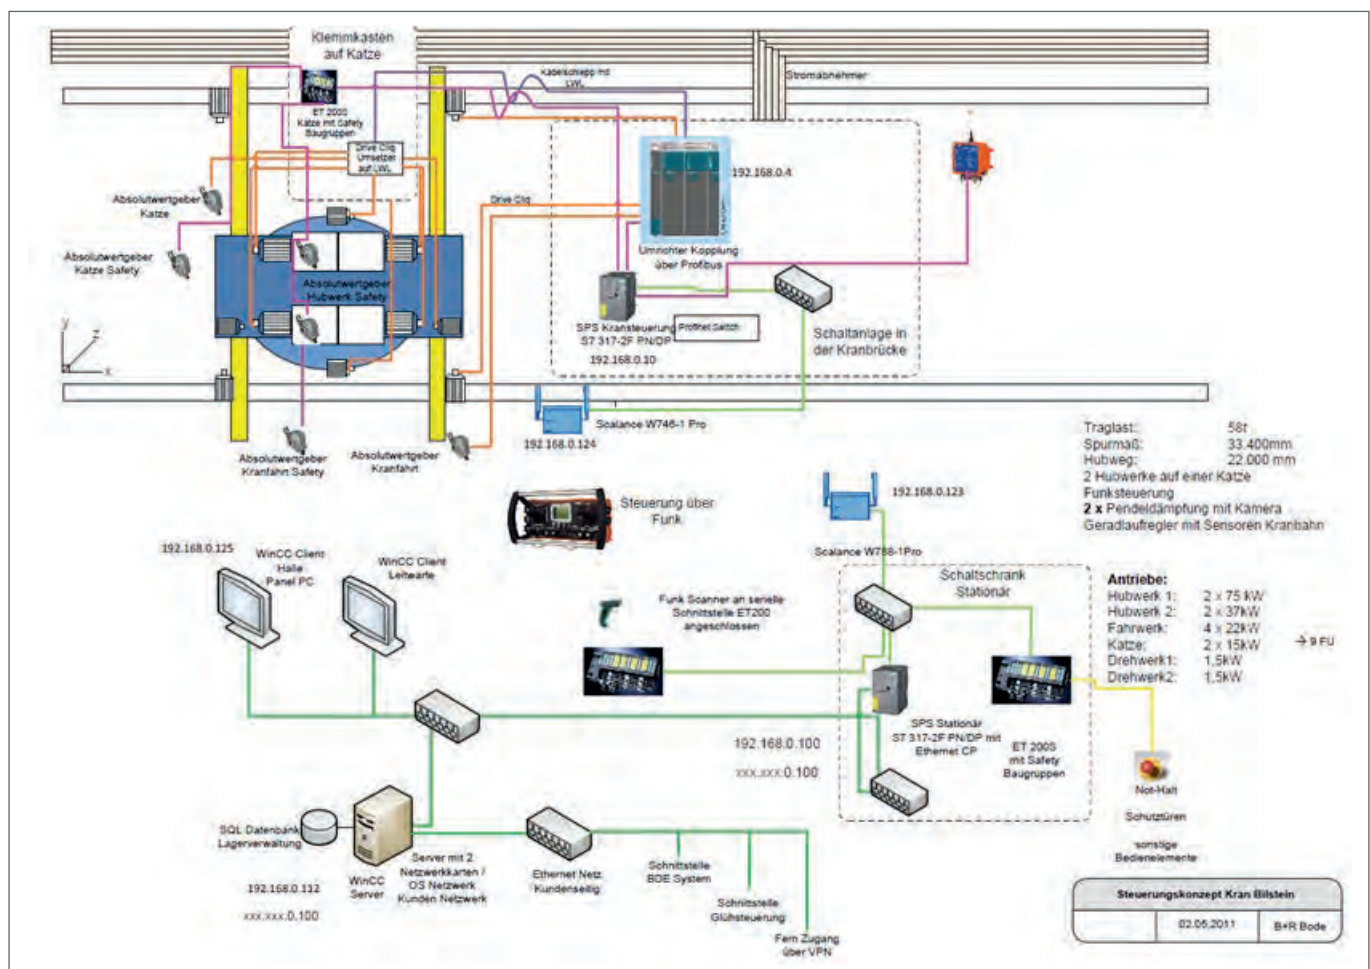 Klemmkasten
auf Katze
ET 200S
Katze mit Safety
Baugruppen
Kabelschlepp mit
LWL
Stromabnehmer
Drive Cliq
Umsetzer
auf LWL
192.168.0.4
Absolutwertgeber
Katze
Drive Cliq
Absolutwertgeber
Katze Safety
Umrichter Kopplung
über Profibus
Absolutwertgeber
Hubwerk Safety
SPS Kransteuerung
S7 317-2F PN/DP
Profinet Switch
192.168.0.10
Schaltanlage in
der Kranbrücke
y
z
x
Scalance W746-1 Pro
192.168.0.124
Absolutwertgeber
Kranfahrt Safety
Absolutwertgeber
Kranfahrt
Traglast: 58t
Spurmaß: 33.400mm
Hubweg: 22.000 mm
2 Hubwerke auf einer Katze
Funksteuerung
2 x Pendeldämpfung mit Kamera
Geradlaufregler mit Sensoren Kranbahn
Steuerung über
Funk
192.168.0.123
Scalance W788-1Pro
192.168.0.125
WinCC Client
Halle
Panel PC
WinCC Client
Leitwarte
Funk Scanner an serielle
Schnittstelle ET200
angeschlossen
Schaltschrank
Stationär
Antriebe:
Hubwerk 1: 2 x 75 kW
Hubwerk 2: 2 x 37kW
Fahrwerk: 4 x 22kW
Katze: 2 x 15kW → 9 FU
Drehwerk1: 1,5kW
Drehwerk2: 1,5kW
SPS Stationär
S7 317-2F PN/DP mit
Ethernet CP
192.168.0.100
xxx.xxx.0.100
ET 200S
mit Safety
Baugruppen
Not-Halt
Schutztüren
sonstige
Bedienelemente
SQL Datenbank
Lagerverwaltung
WinCC
Server
Server mit 2
Netzwerkkarten /
OS Netzwerk
Kunden Netzwerk
192.168.0.112
xxx.xxx.0.100
Ethernet Netz
Kundenseitig
Schnittstelle
BDE System
Schnittstelle
Glühsteuerung
Fern Zugang
über VPN
Steuerungskonzept Kran Bilstein
02.05.2011
B+R Bode